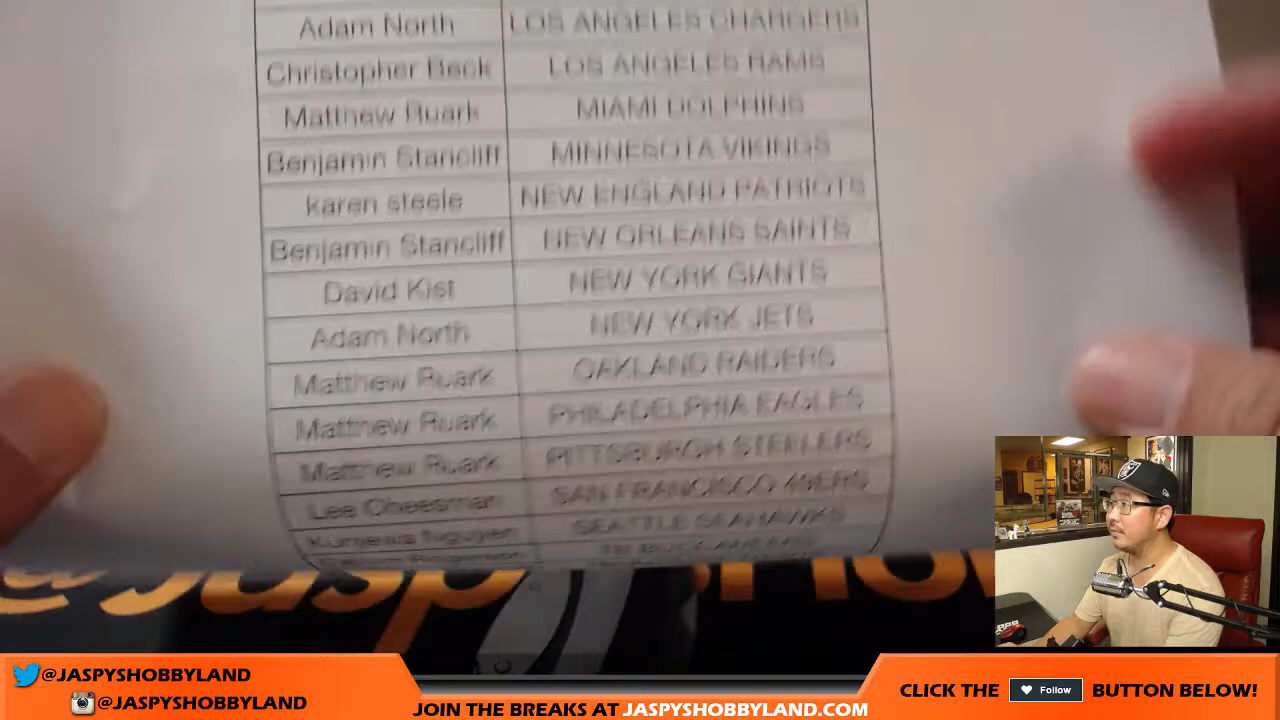 Adam North LOS ANGELES CHARGERS
Christopher Beck LOS ANGELES RAMS
Matthew Ruark MIAMI DOLPHINS
Benjamin Stancliff MINNESOTA VIKINGS
karen steele NEW ENGLAND PATRIOTS
Benjamin Stancliff NEW ORLEANS SAINTS
David Kist NEW YORK GIANTS
Adam North NEW YORK JETS
Matthew Ruark OAKLAND RAIDERS
Matthew Ruark PHILADELPHIA EAGLES
Matthew Ruark PITTSBURGH STEELERS
Lee Cheesman SAN FRANCISCO 49ERS
SEATTLE SEAHAWKS
@JASPYSHOBBYLAND
@JASPYSHOBBYLAND
JOIN THE BREAKS AT JASPYSHOBBYLAND.COM
CLICK THE Follow BUTTON BELOW!